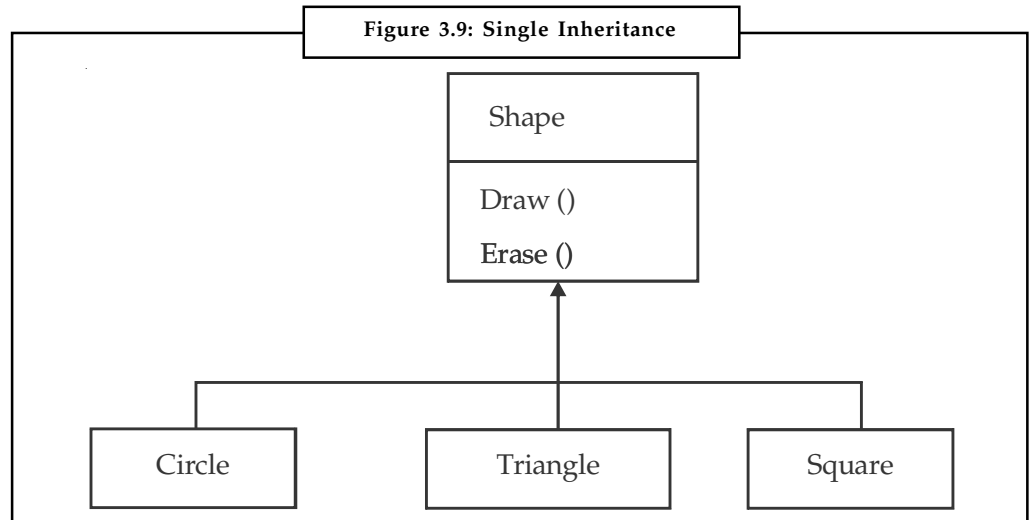 Figure 3.9: Single Inheritance
Shape
Draw ()
Erase ()
Circle
Triangle
Square